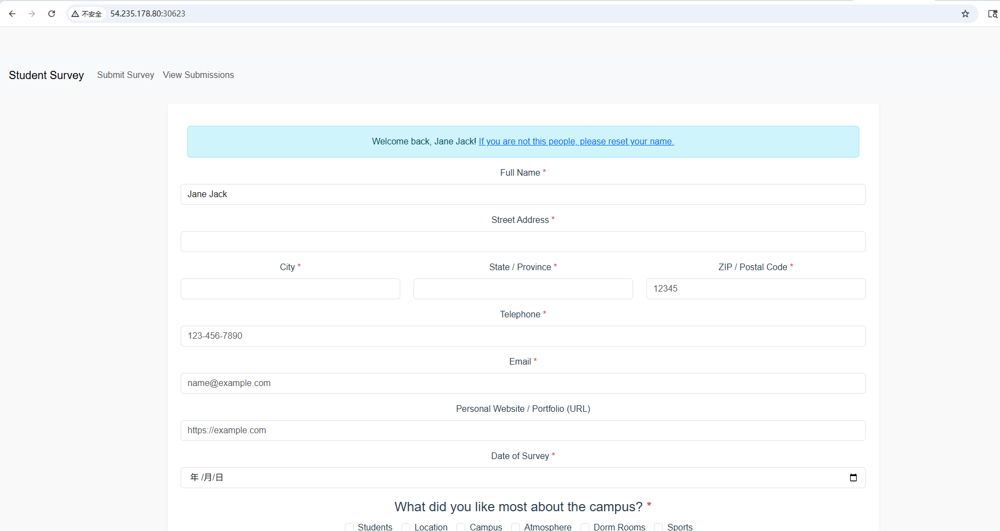 不安全 54.235.178.80:30623
Student Survey Submit Survey View Submissions
Welcome back, Jane Jack! If you are not this people, please reset your name.
Full Name *
Jane Jack
Street Address *
City * State / Province * ZIP / Postal Code *
12345
Telephone *
123-456-7890
Email *
name@example.com
Personal Website / Portfolio (URL)
https://example.com
Date of Survey *
年 /月/日
What did you like most about the campus? *
Students Location Campus Atmosphere Dorm Rooms Sports